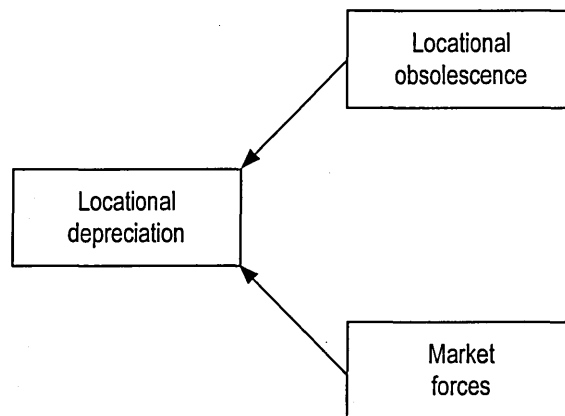 Locational
obsolescence
Locational
depreciation
Market
forces